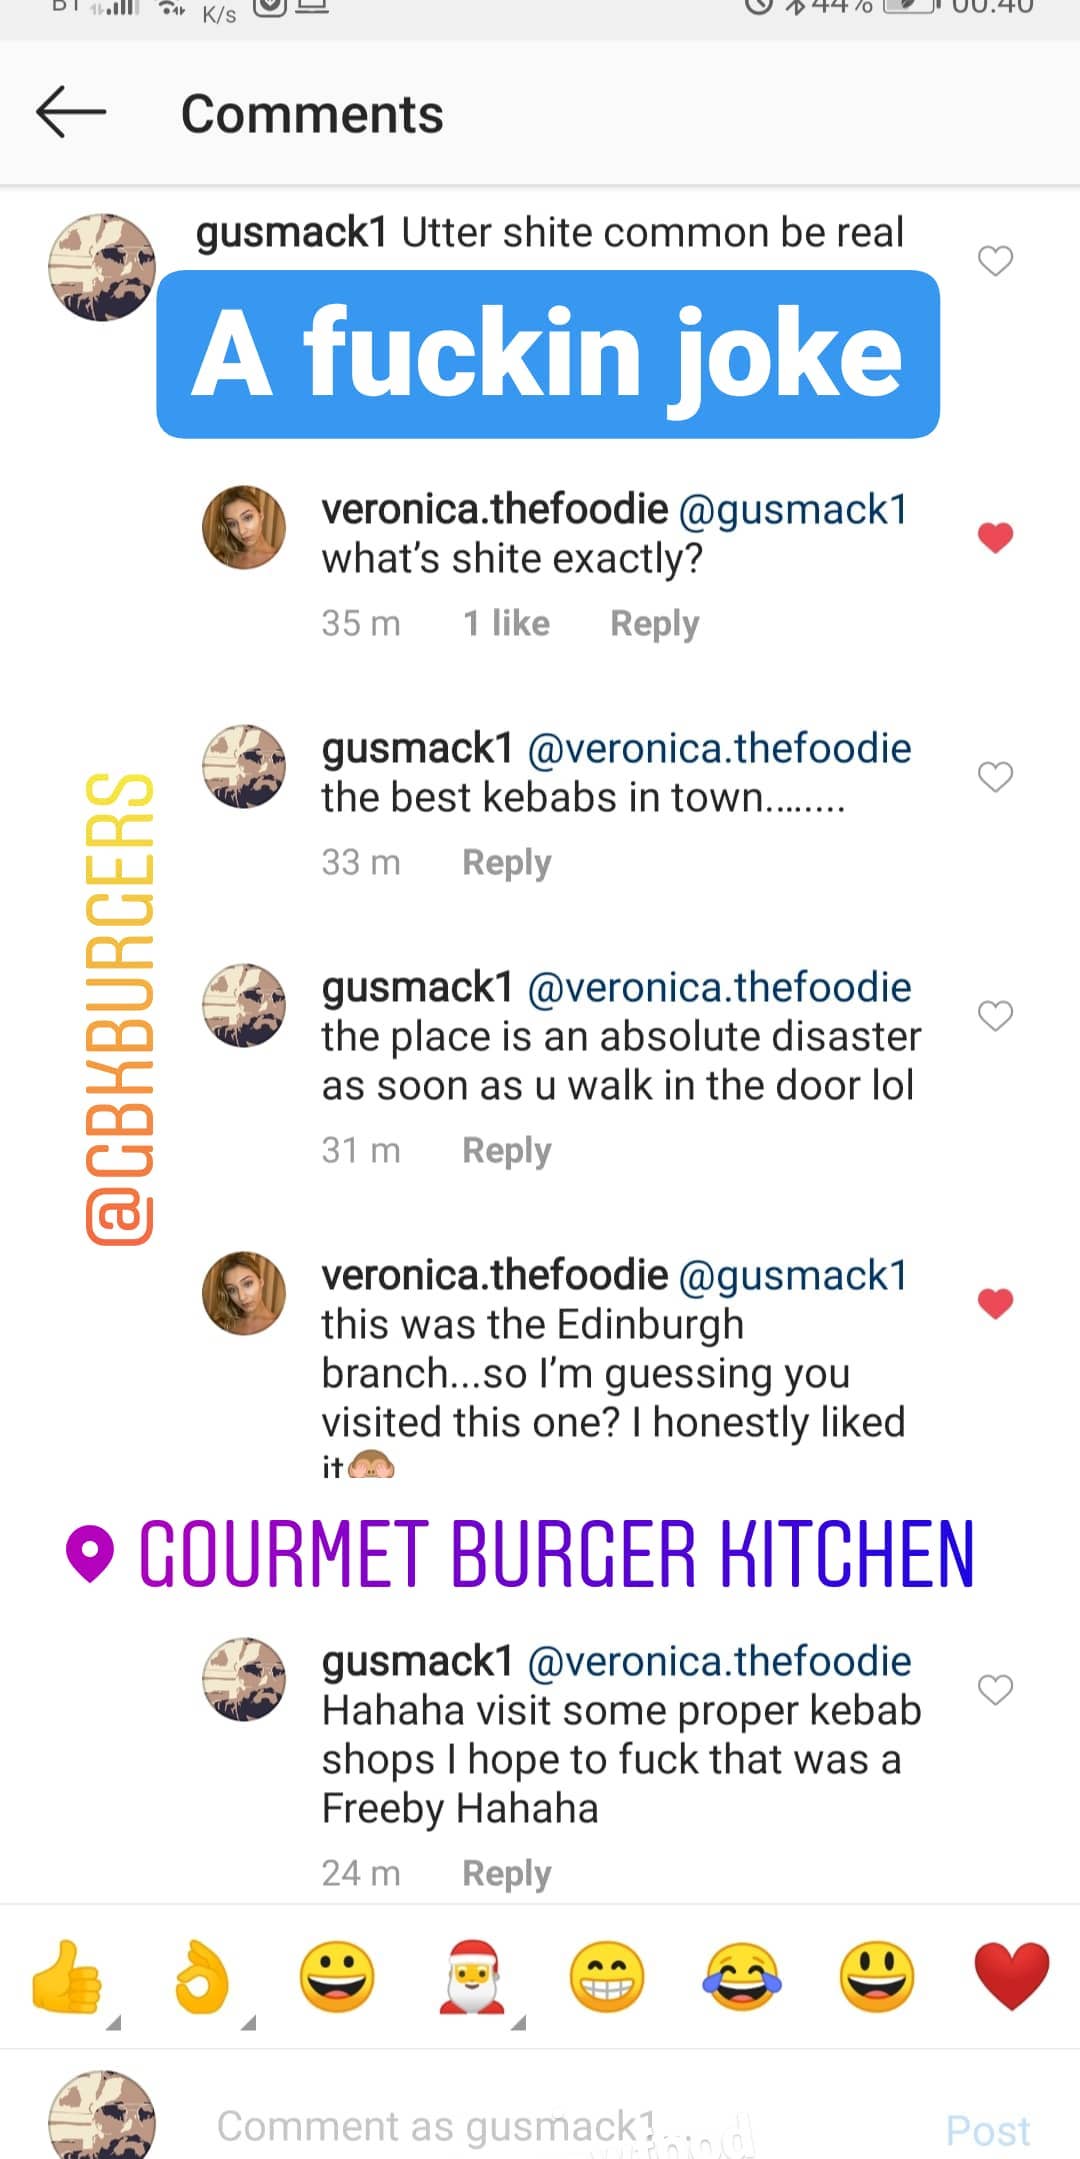 K/s
44%
00:40
Comments
gusmack1 Utter shite common be real
A fuckin joke
veronica.thefoodie @gusmack1
what's shite exactly?
35 m 1 like Reply
gusmack1 @veronica.thefoodie
the best kebabs in town........
33 m Reply
gusmack1 @veronica.thefoodie
the place is an absolute disaster
as soon as u walk in the door lol
31 m Reply
@GBKBURGERS
veronica.thefoodie @gusmack1
this was the Edinburgh
branch...so I'm guessing you
visited this one? I honestly liked
it🙈
GOURMET BURGER KITCHEN
gusmack1 @veronica.thefoodie
Hahaha visit some proper kebab
shops I hope to fuck that was a
Freeby Hahaha
24 m Reply
Comment as gusmack1
Post